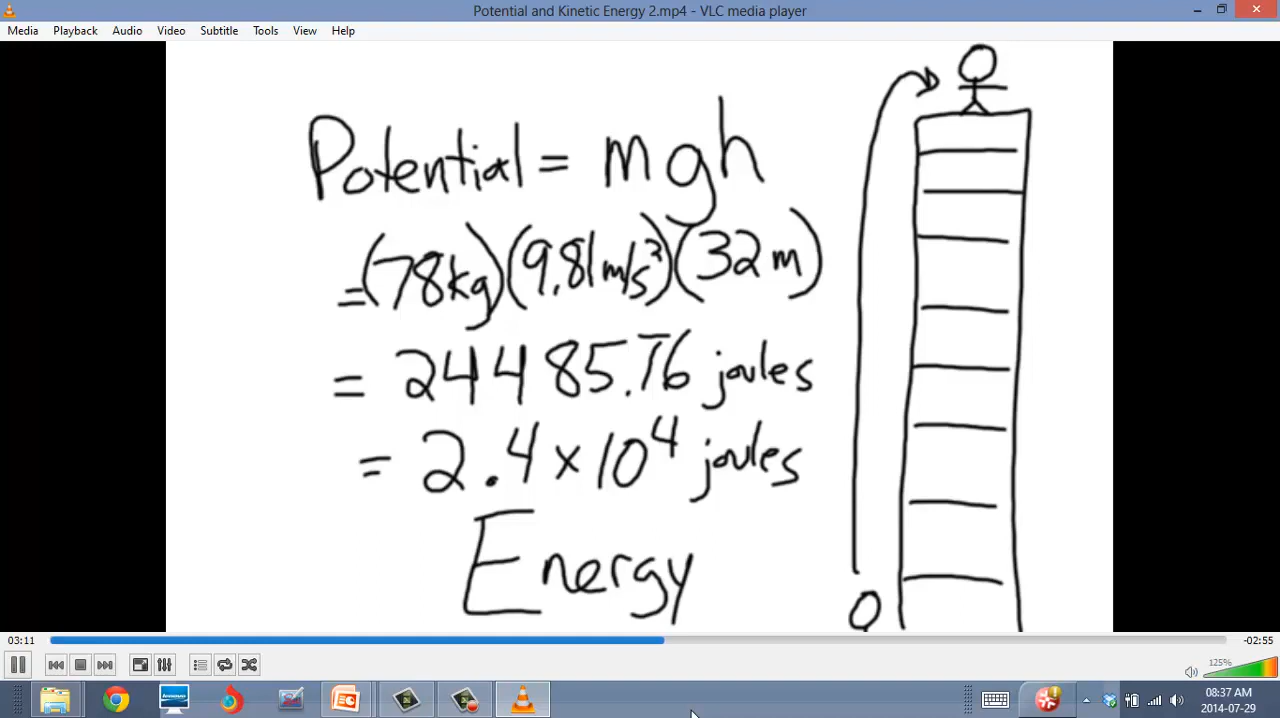 Potential and Kinetic Energy 2.mp4 - VLC media player
Media Playback Audio Video Subtitle Tools View Help
Potential = mgh
=(78kg)(9.81m/s²)(32m)
= 24485.76 joules
= 2.4 x 10⁴ joules
Energy
0
03:11
-02:55
125%
lenovo
08:37 AM
2014-07-29